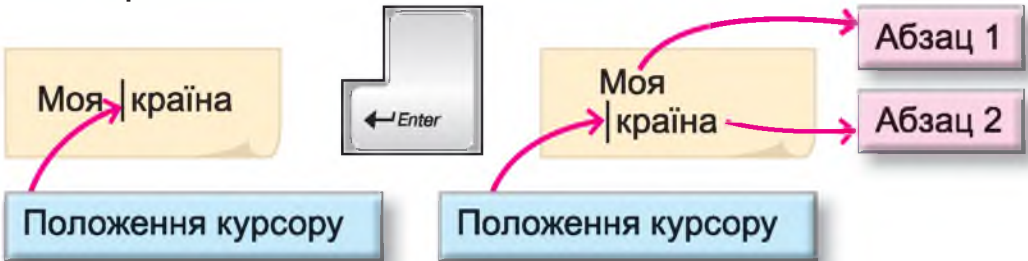 Моя країна
Enter
Моя
країна
Абзац 1
Абзац 2
Положення курсору
Положення курсору